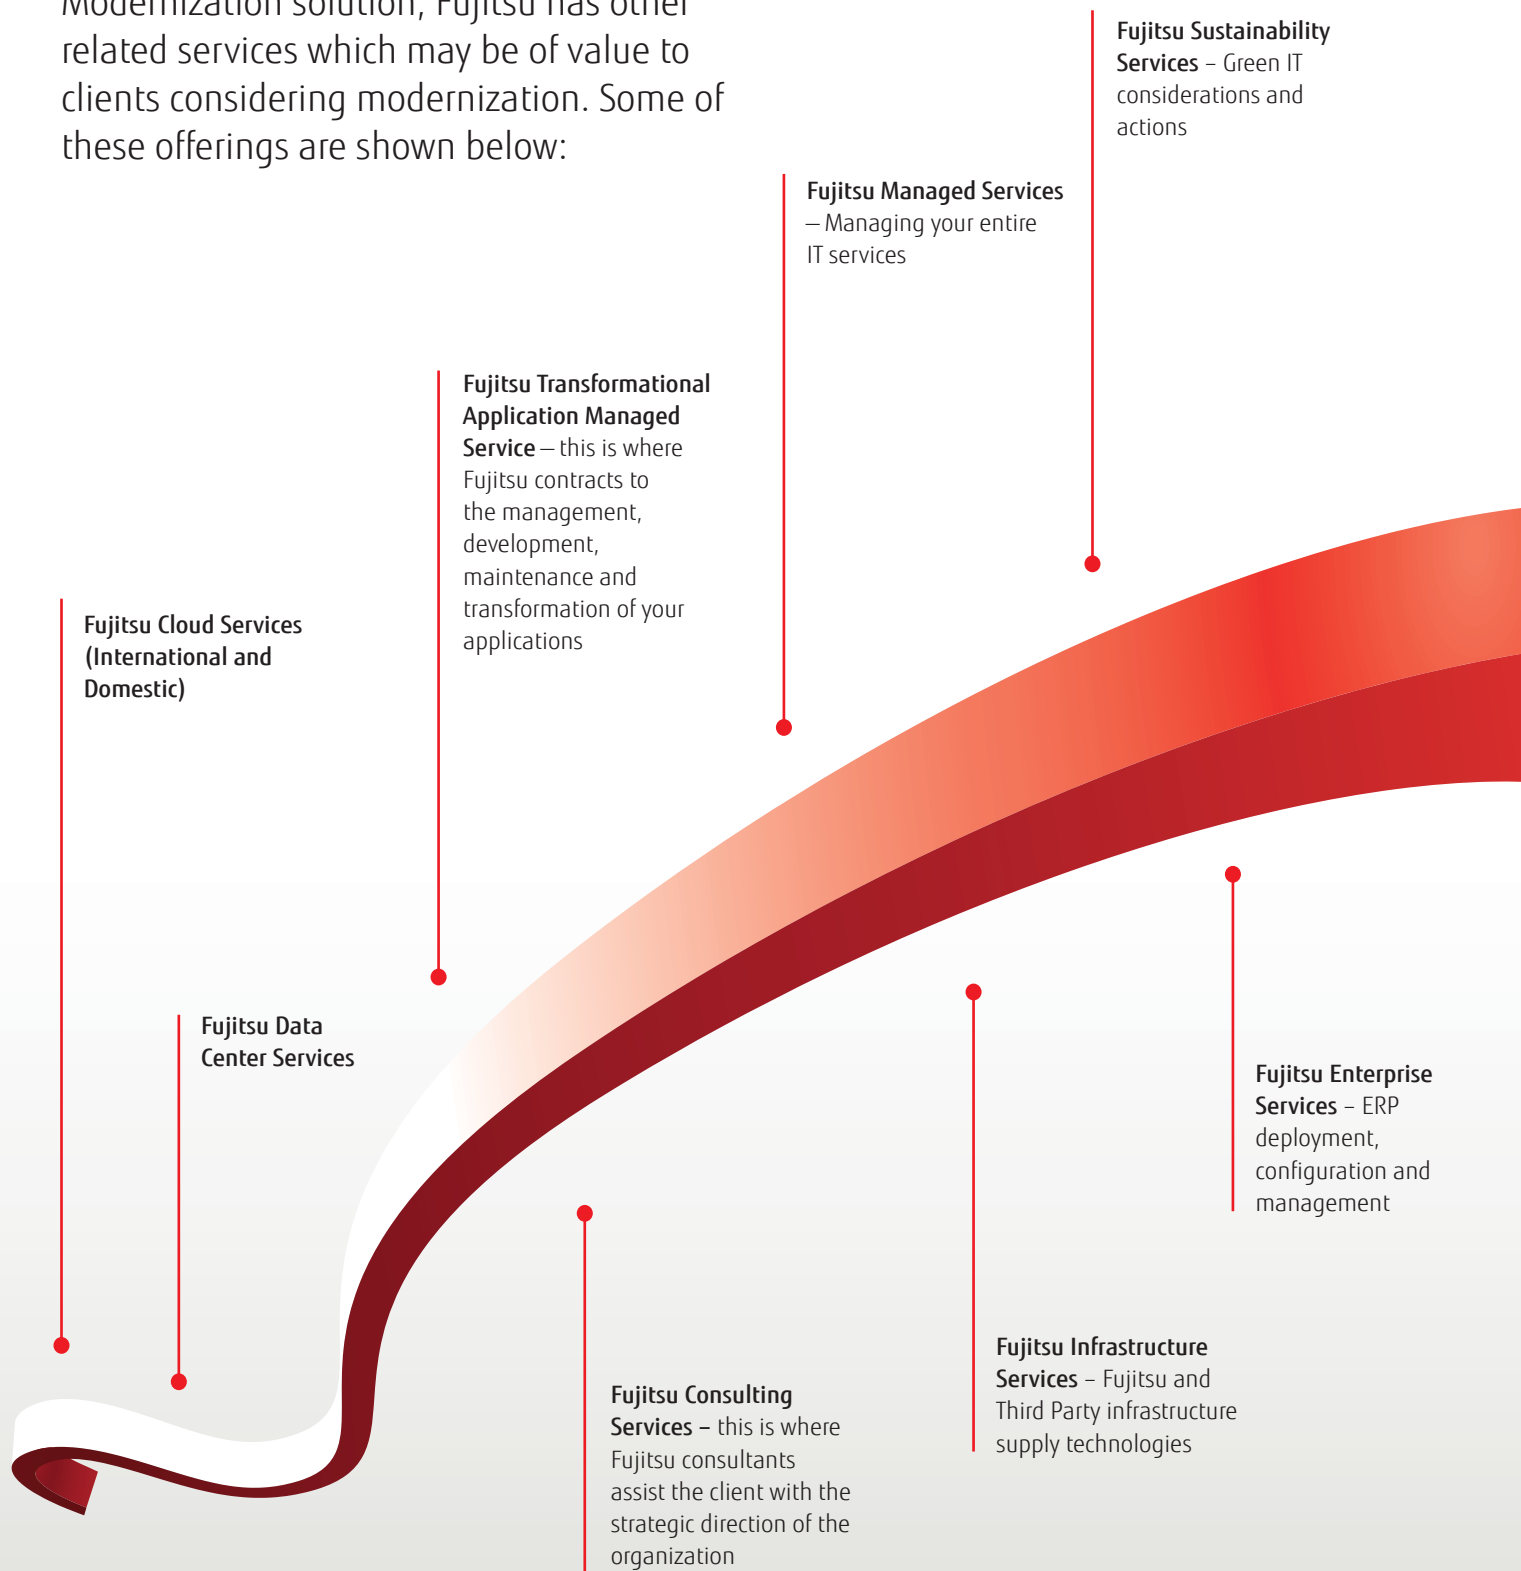 Modernization solution, Fujitsu has other
related services which may be of value to
clients considering modernization. Some of
these offerings are shown below:
Fujitsu Sustainability
Services – Green IT
considerations and
actions
Fujitsu Managed Services
– Managing your entire
IT services
Fujitsu Transformational
Application Managed
Service – this is where
Fujitsu contracts to
the management,
development,
maintenance and
transformation of your
applications
Fujitsu Cloud Services
(International and
Domestic)
Fujitsu Data
Center Services
Fujitsu Enterprise
Services – ERP
deployment,
configuration and
management
Fujitsu Infrastructure
Services – Fujitsu and
Third Party infrastructure
supply technologies
Fujitsu Consulting
Services – this is where
Fujitsu consultants
assist the client with the
strategic direction of the
organization